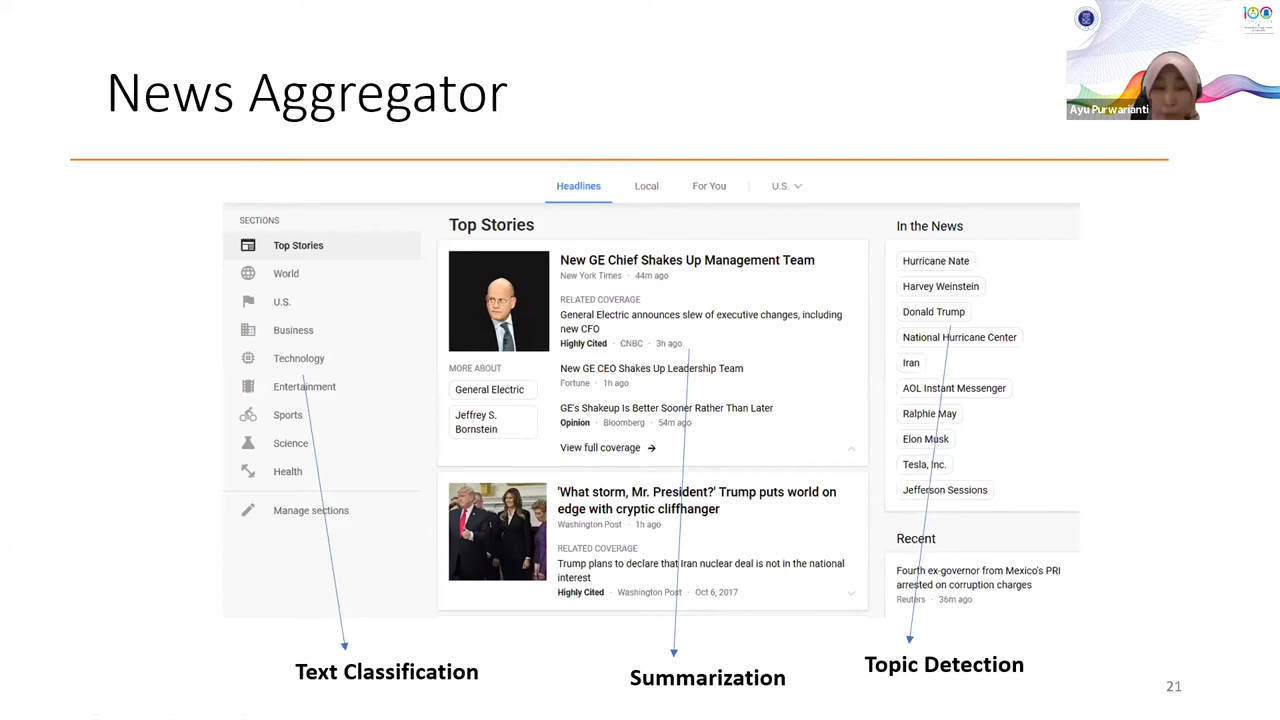 100
Ayu Purwarianti
News Aggregator
Headlines Local For You U.S.
SECTIONS
Top Stories
World
U.S.
Business
Technology
Entertainment
Sports
Science
Health
Manage sections
Top Stories
New GE Chief Shakes Up Management Team
New York Times · 44m ago
RELATED COVERAGE
General Electric announces slew of executive changes, including
new CFO
Highly Cited · CNBC · 3h ago
New GE CEO Shakes Up Leadership Team
Fortune · 1h ago
GE's Shakeup Is Better Sooner Rather Than Later
Opinion · Bloomberg · 54m ago
View full coverage →
MORE ABOUT
General Electric
Jeffrey S.
Bornstein
'What storm, Mr. President?' Trump puts world on
edge with cryptic cliffhanger
Washington Post · 1h ago
RELATED COVERAGE
Trump plans to declare that Iran nuclear deal is not in the national
interest
Highly Cited · Washington Post · Oct 6, 2017
In the News
Hurricane Nate
Harvey Weinstein
Donald Trump
National Hurricane Center
Iran
AOL Instant Messenger
Ralphie May
Elon Musk
Tesla, Inc.
Jefferson Sessions
Recent
Fourth ex-governor from Mexico's PRI
arrested on corruption charges
Reuters · 36m ago
Text Classification
Summarization
Topic Detection
21